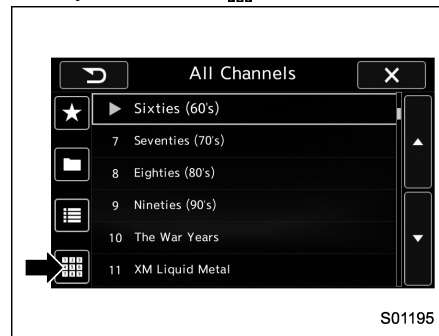 All Channels
Sixties (60's)
7 Seventies (70's)
8 Eighties (80's)
9 Nineties (90's)
10 The War Years
11 XM Liquid Metal
S01195